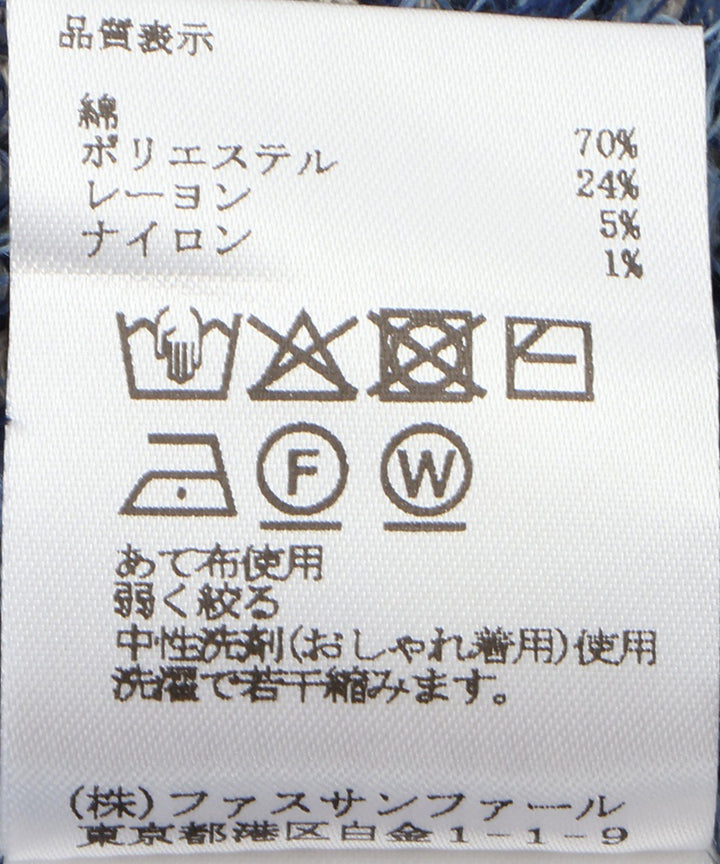 品質表示
綿 70%
ポリエステル 24%
レーヨン 5%
ナイロン 1%
F W
あて布使用
弱く絞る
中性洗剤(おしゃれ着用)使用
洗濯で若干縮みます。
(株)ファスサンファール
東京都港区白金1-1-9